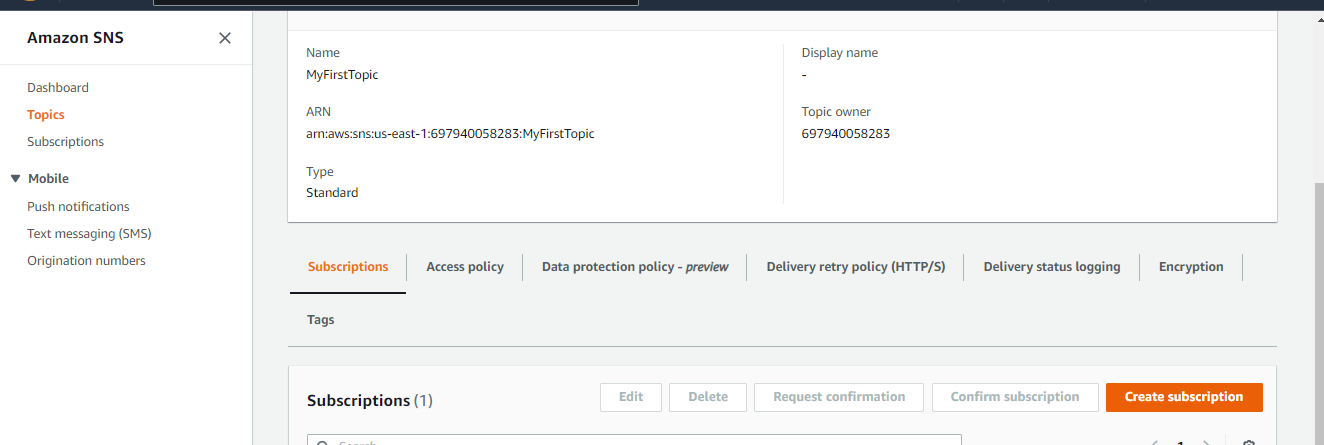 Amazon SNS
Dashboard
Topics
Subscriptions
Mobile
Push notifications
Text messaging (SMS)
Origination numbers
Name
MyFirstTopic
Display name
-
ARN
arn:aws:sns:us-east-1:697940058283:MyFirstTopic
Topic owner
697940058283
Type
Standard
Subscriptions Access policy Data protection policy - preview Delivery retry policy (HTTP/S) Delivery status logging Encryption
Tags
Subscriptions (1) Edit Delete Request confirmation Confirm subscription Create subscription
Search
1